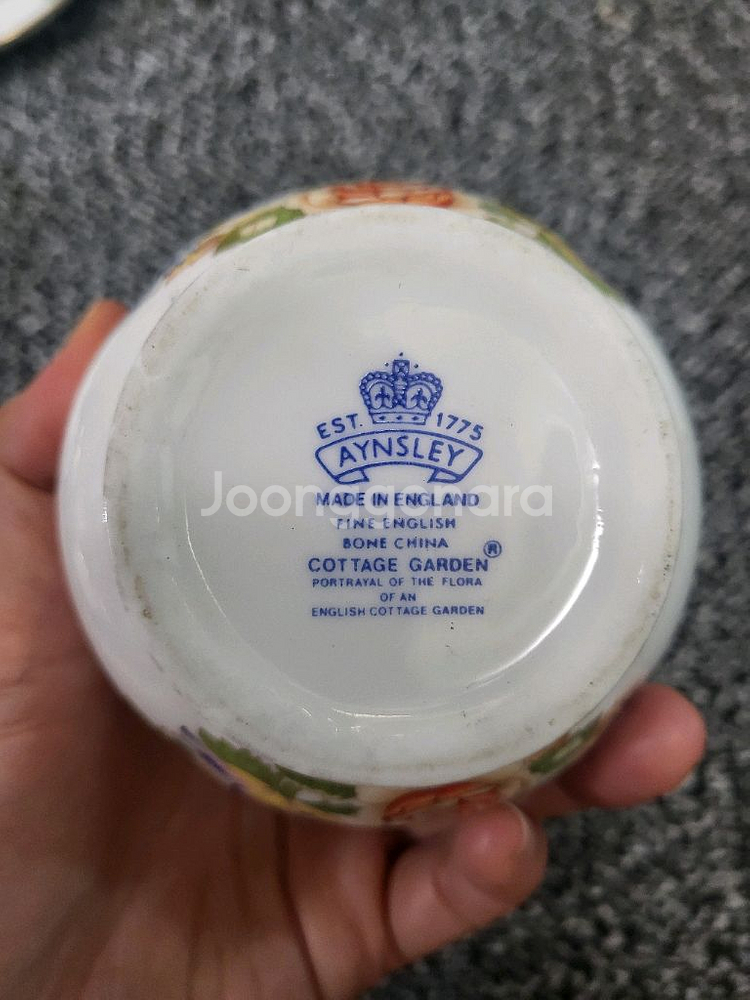 EST. 1775
AYNSLEY
Joonggonara
MADE IN ENGLAND
FINE ENGLISH
BONE CHINA
COTTAGE GARDEN®
PORTRAYAL OF THE FLORA
OF AN
ENGLISH COTTAGE GARDEN